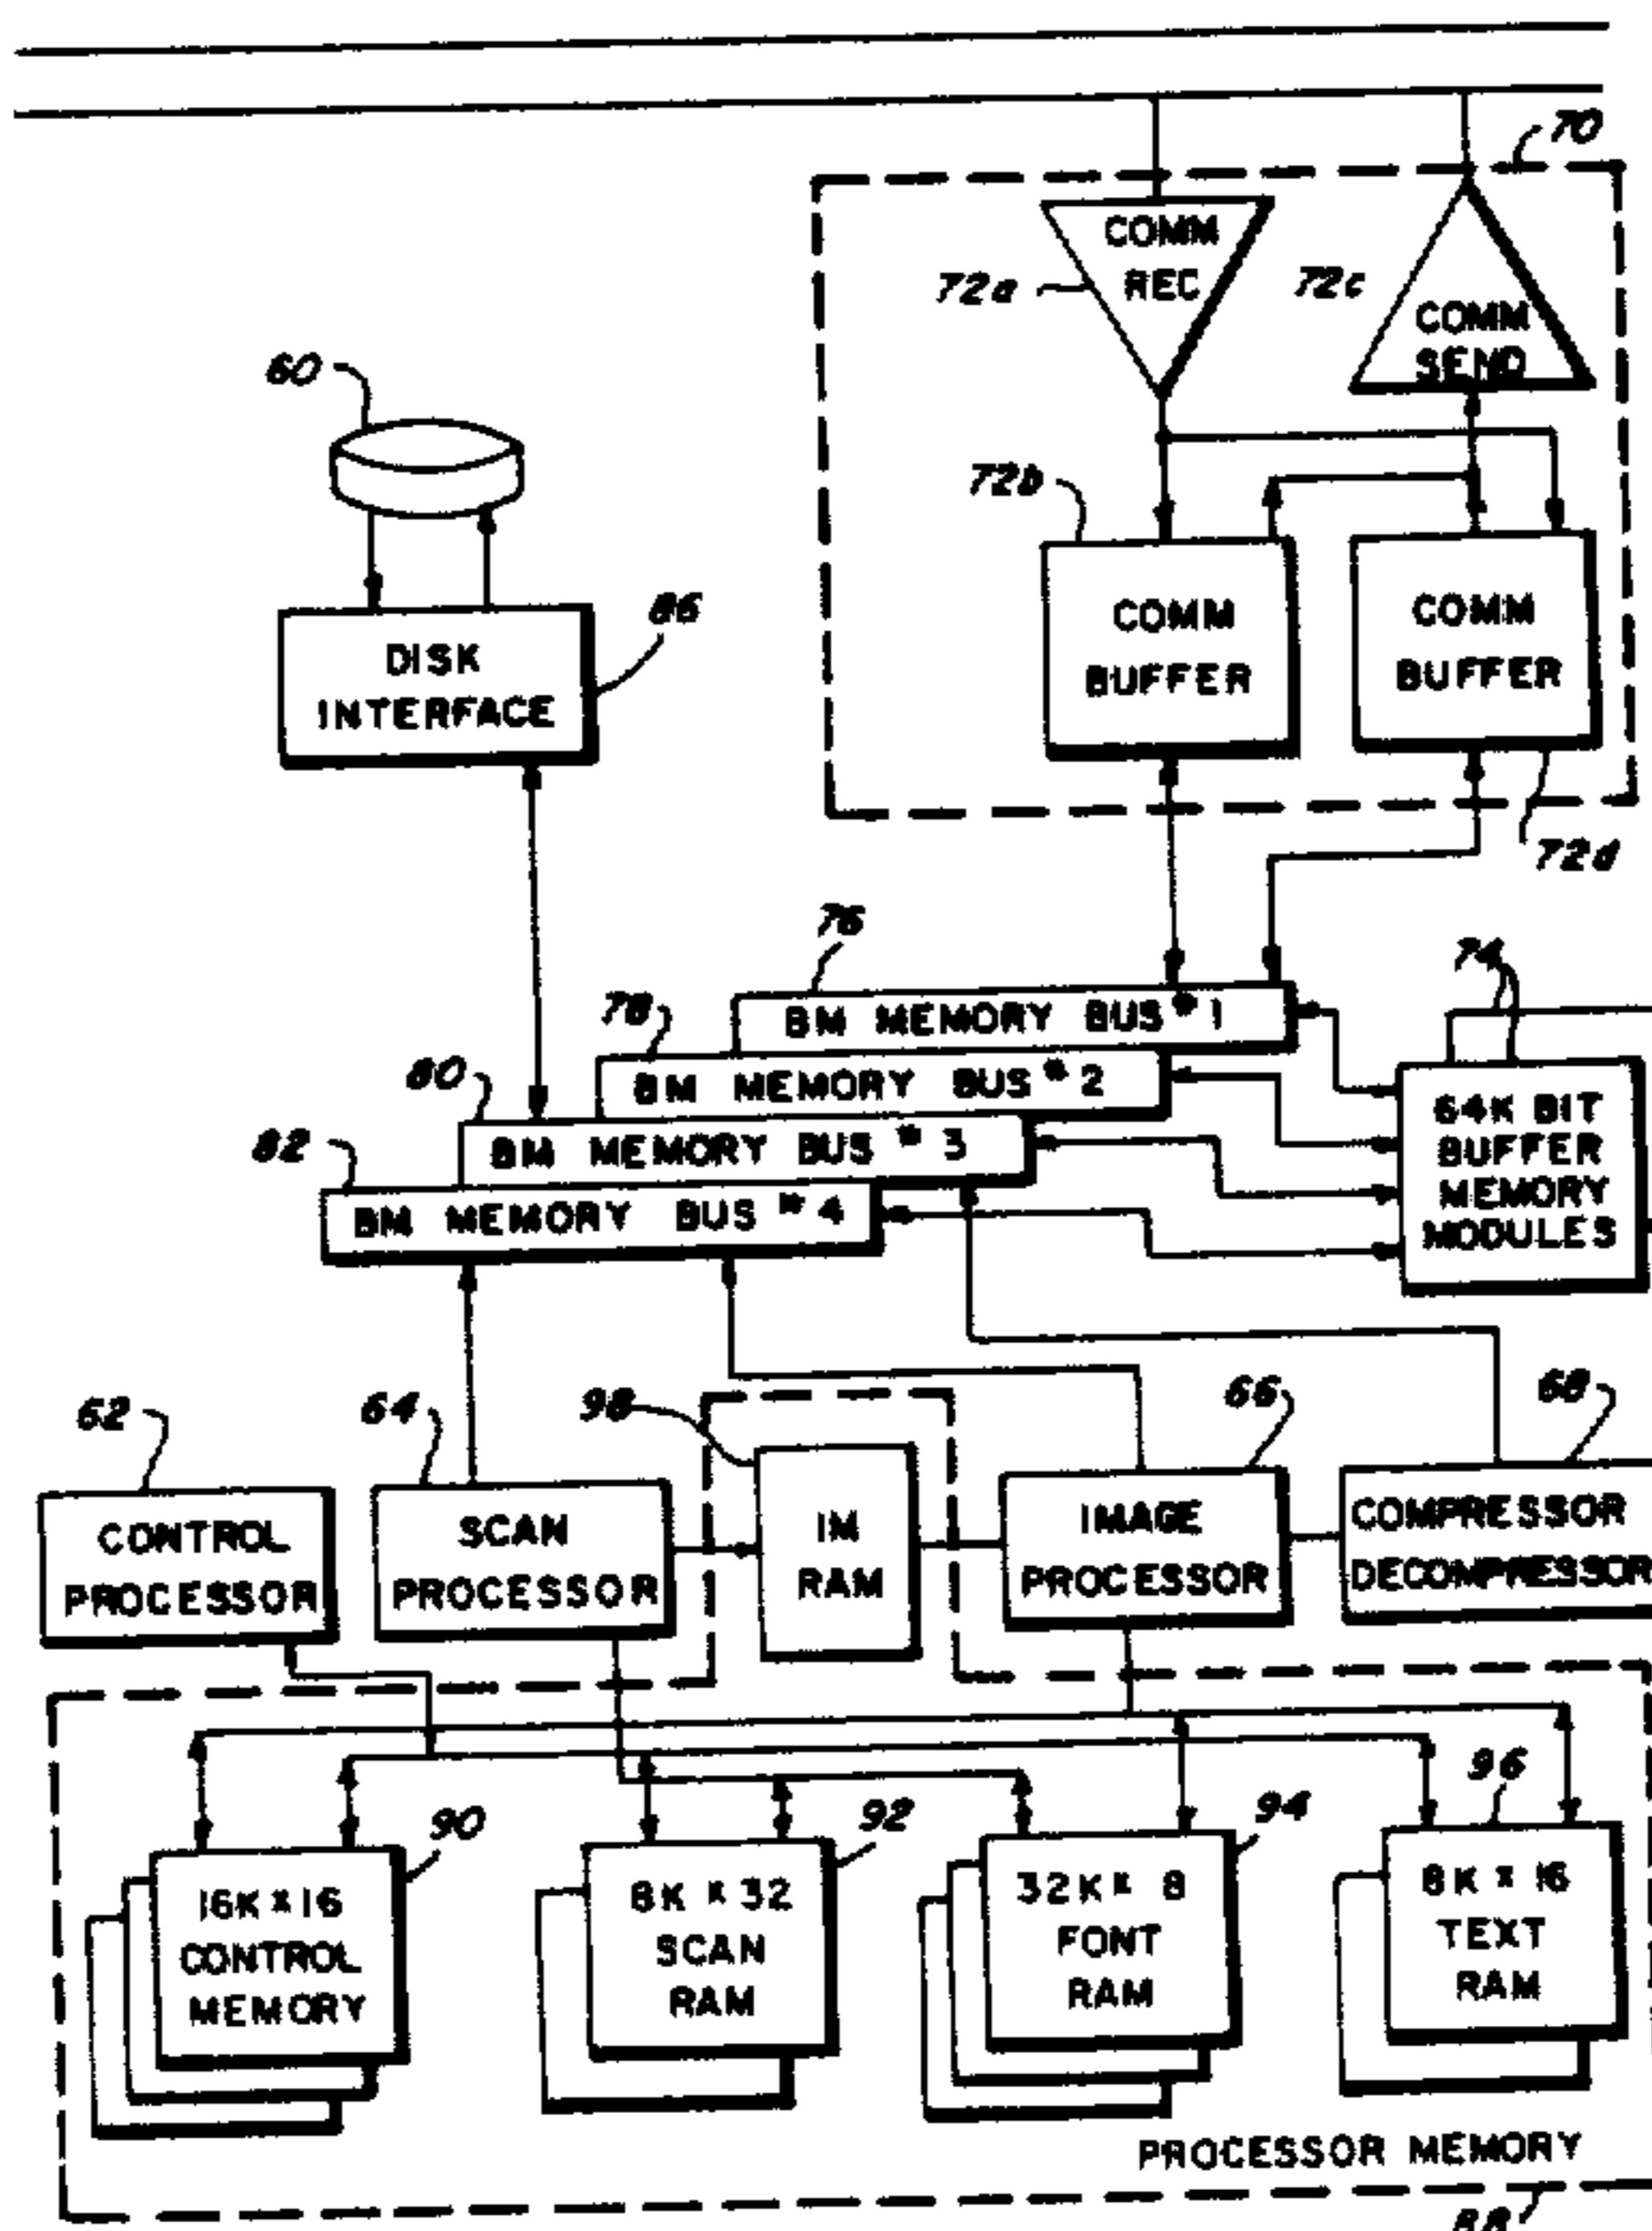 70
COMM
REC
72a
72c
COMM
SEND
60
72b
DISK
INTERFACE
86
COMM
BUFFER
COMM
BUFFER
72d
76
74
78
BM MEMORY BUS #1
80
BM MEMORY BUS #2
82
BM MEMORY BUS #3
BM MEMORY BUS #4
64K BIT
BUFFER
MEMORY
MODULES
62
64
98
66
68
CONTROL
PROCESSOR
SCAN
PROCESSOR
IM
RAM
IMAGE
PROCESSOR
COMPRESSOR
DECOMPRESSOR
90
92
94
96
16K x 16
CONTROL
MEMORY
8K x 32
SCAN
RAM
32K x 8
FONT
RAM
8K x 16
TEXT
RAM
PROCESSOR MEMORY
88